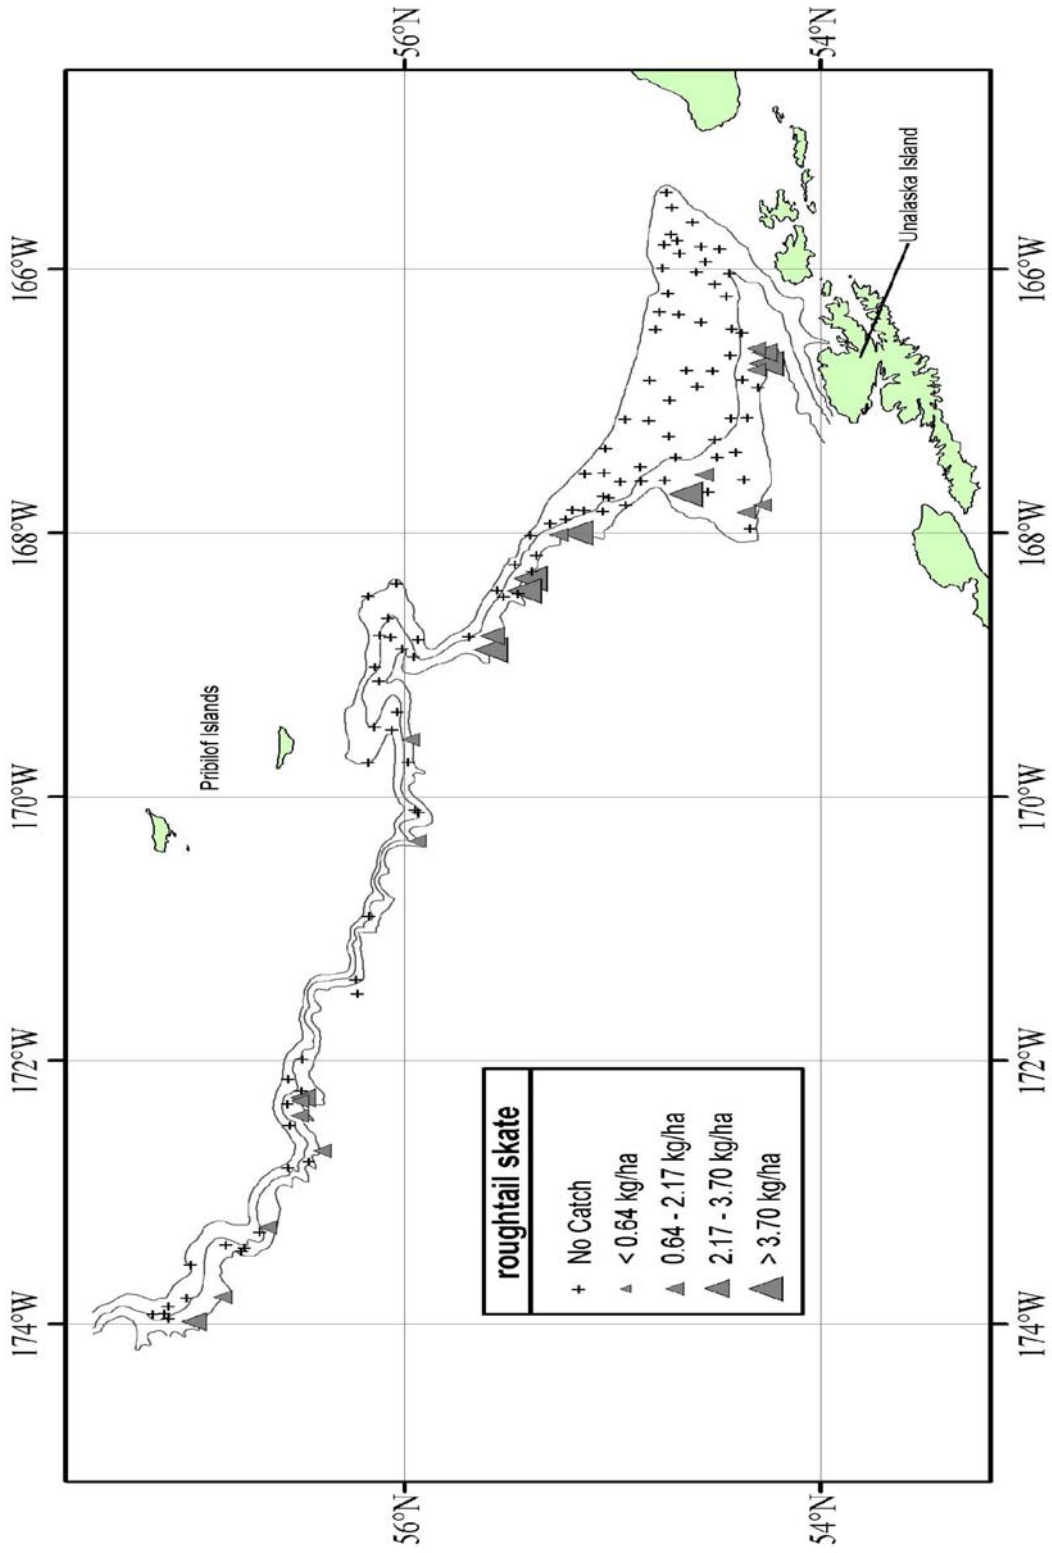 174°W 172°W 170°W 168°W 166°W
Pribilof Islands
56°N 56°N
roughtail skate
No Catch
< 0.64 kg/ha
0.64 - 2.17 kg/ha
2.17 - 3.70 kg/ha
> 3.70 kg/ha
54°N 54°N
Unalaska Island
174°W 172°W 170°W 168°W 166°W